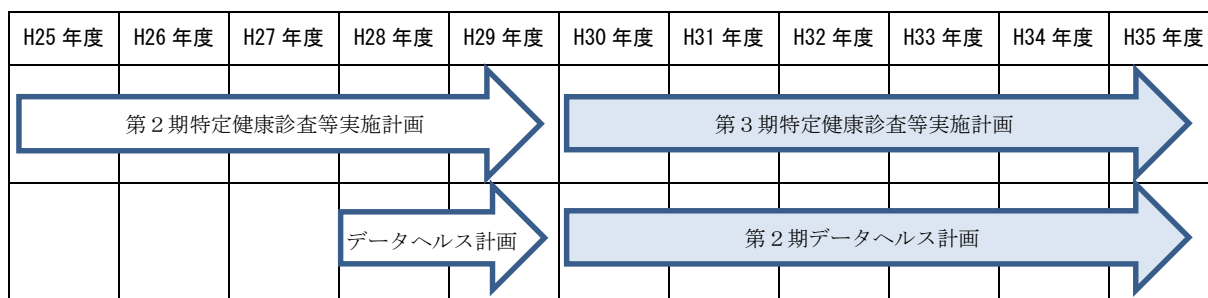 H25 年度 H26 年度 H27 年度 H28 年度 H29 年度 H30 年度 H31 年度 H32 年度 H33 年度 H34 年度 H35 年度
第２期特定健康診査等実施計画 第３期特定健康診査等実施計画
データヘルス計画 第２期データヘルス計画